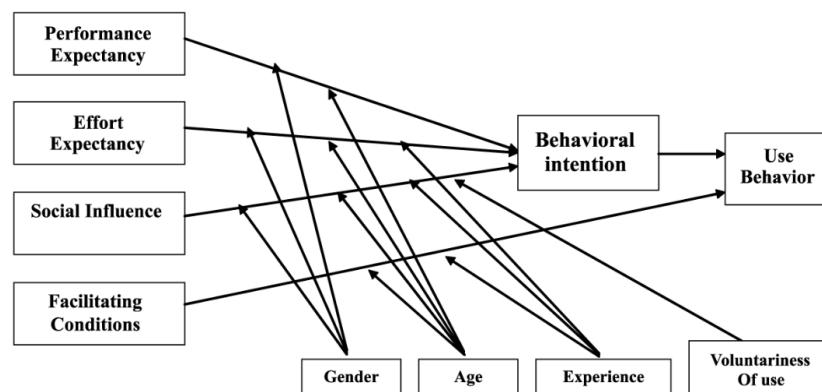 Performance
Expectancy
Effort
Expectancy
Behavioral
intention
Use
Behavior
Social Influence
Facilitating
Conditions
Gender
Age
Experience
Voluntariness
Of use